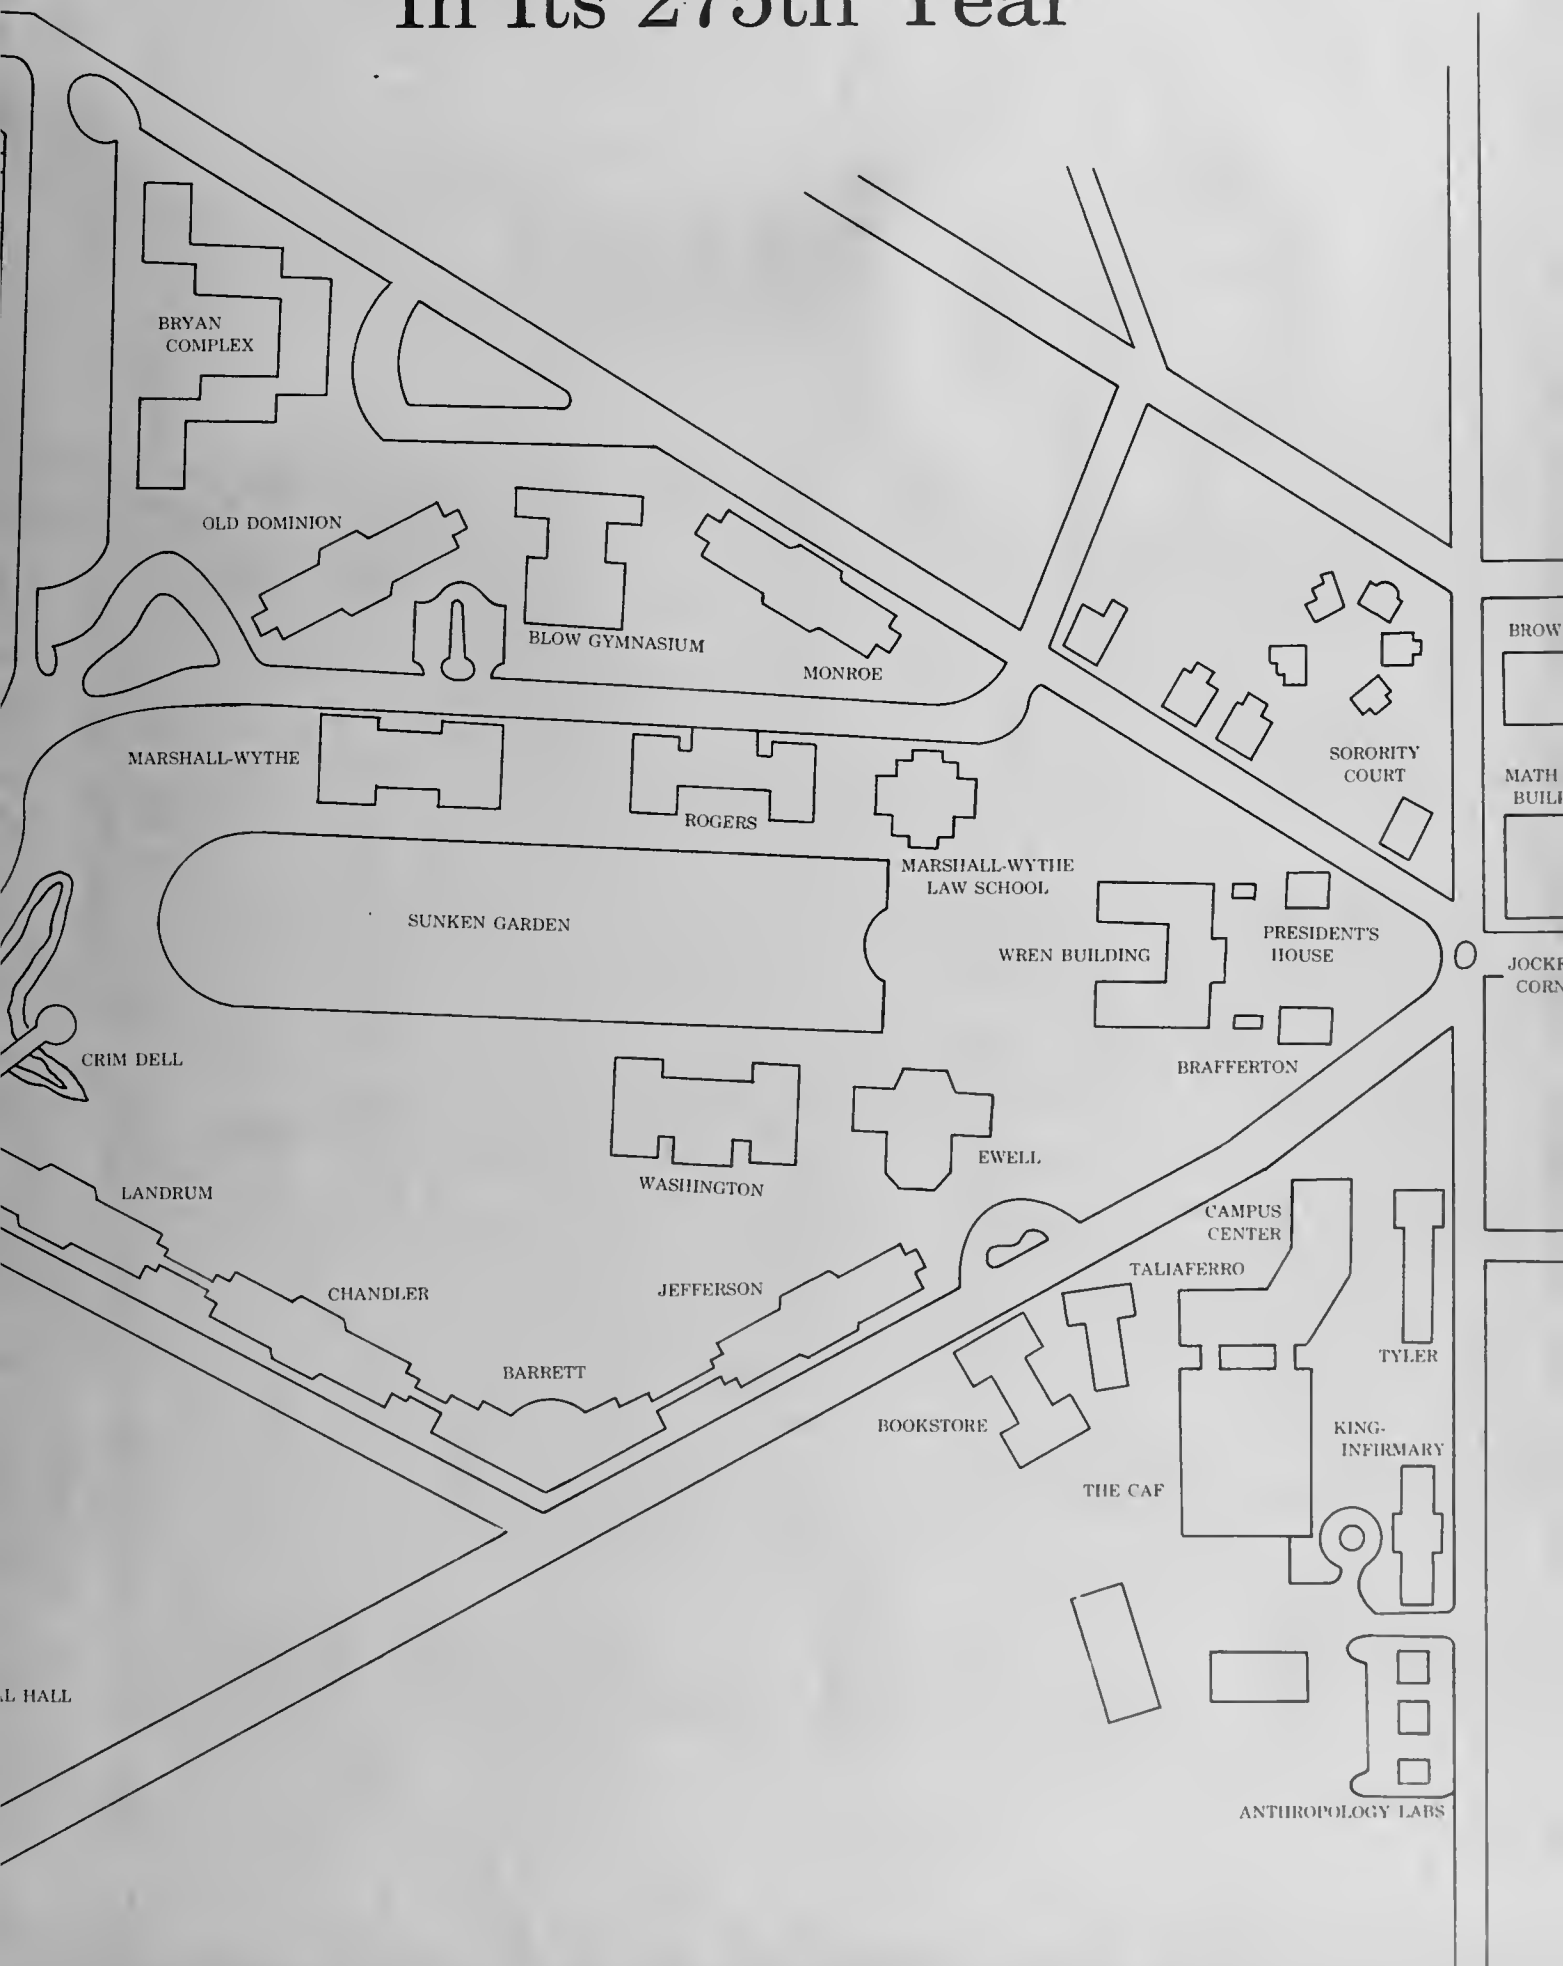 in its 275th Year
BRYAN
COMPLEX
OLD DOMINION
BLOW GYMNASIUM
MONROE
BROW
MARSHALL-WYTHE
ROGERS
SORORITY
COURT
MATH
MARSHALL-WYTHE
LAW SCHOOL
SUNKEN GARDEN
WREN BUILDING
PRESIDENT'S
HOUSE
CORN
CRIM DELL
BRAFFERTON
EWELL
WASHINGTON
LANDRUM
CAMPUS
CENTER
TALIAFERRO
CHANDLER
JEFFERSON
BARRETT
TYLER
BOOKSTORE
KING-
INFIRMARY
THE CAF
L HALL
ANTHROPOLOGY LABS